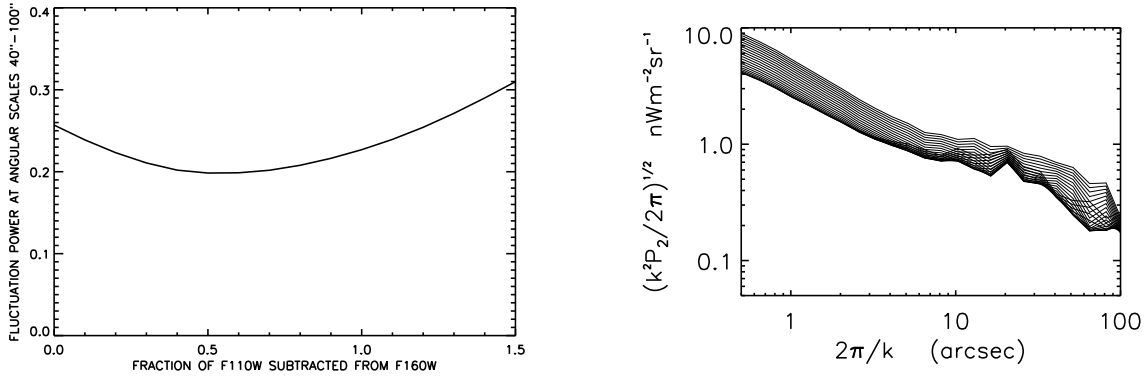 FLUCTUATION POWER AT ANGULAR SCALES 40"−100"
0.4
0.3
0.2
0.1
0.0
0.0 0.5 1.0 1.5
FRACTION OF F110W SUBTRACTED FROM F160W
(k²P₂/2π)¹/² nWm⁻²sr⁻¹
10.0
1.0
0.1
1 10 100
2π/k (arcsec)